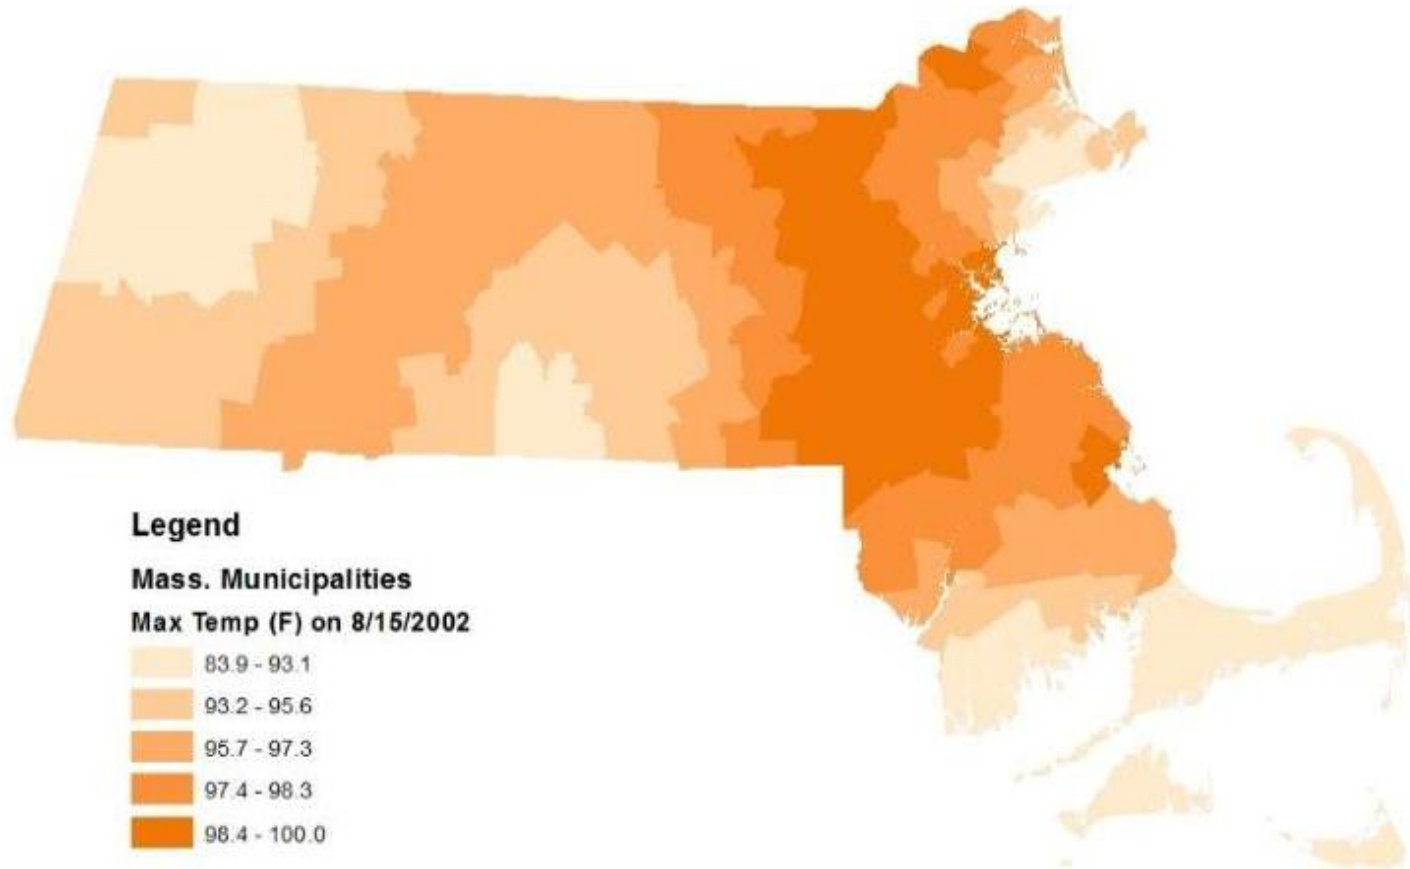 Legend
Mass. Municipalities
Max Temp (F) on 8/15/2002
83.9 - 93.1
93.2 - 95.6
95.7 - 97.3
97.4 - 98.3
98.4 - 100.0